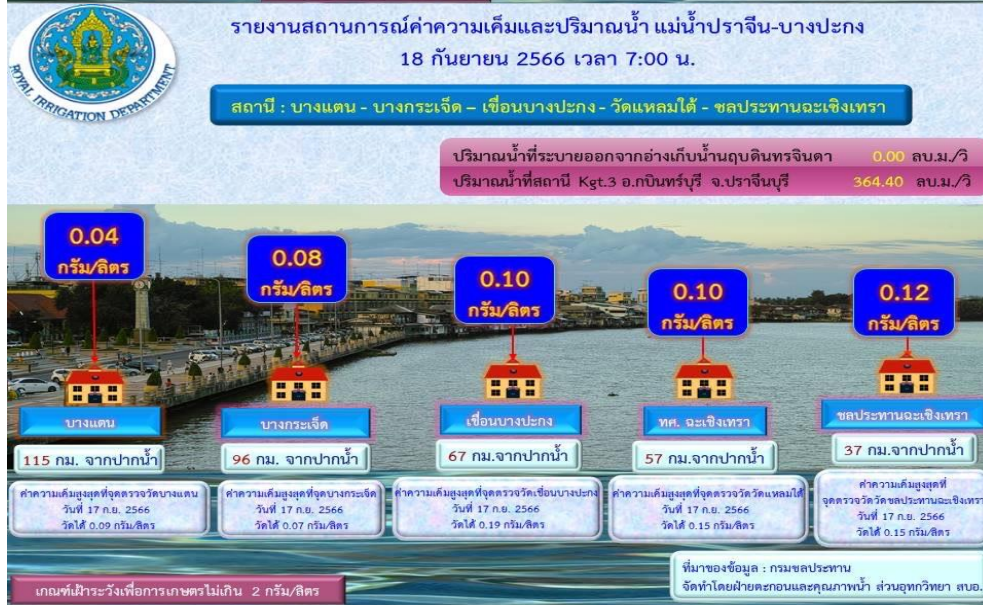 รายงานสถานการณ์ค่าความเค็มและปริมาณน้ำ แม่น้ำปราจีน-บางปะกง
18 กันยายน 2566 เวลา 7:00 น.
ROYAL IRRIGATION DEPARTMENT
สถานี : บางแตน - บางกระเจ็ด – เขื่อนบางปะกง - วัดแหลมใต้ - ชลประทานฉะเชิงเทรา
ปริมาณน้ำที่ระบายออกจากอ่างเก็บน้ำนฤบดินทรจินดา 0.00 ลบ.ม./วิ
ปริมาณน้ำที่สถานี Kgt.3 อ.กบินทร์บุรี จ.ปราจีนบุรี 364.40 ลบ.ม./วิ
0.04
กรัม/ลิตร
0.08
กรัม/ลิตร
0.10
กรัม/ลิตร
0.10
กรัม/ลิตร
0.12
กรัม/ลิตร
บางแตน
บางกระเจ็ด
เขื่อนบางปะกง
ทศ. ฉะเชิงเทรา
ชลประทานฉะเชิงเทรา
115 กม. จากปากน้ำ
96 กม. จากปากน้ำ
67 กม.จากปากน้ำ
57 กม.จากปากน้ำ
37 กม.จากปากน้ำ
ค่าความเค็มสูงสุดที่จุดตรวจวัดบางแตน
วันที่ 17 ก.ย. 2566
วัดได้ 0.09 กรัม/ลิตร
ค่าความเค็มสูงสุดที่จุดบางกระเจ็ด
วันที่ 17 ก.ย. 2566
วัดได้ 0.07 กรัม/ลิตร
ค่าความเค็มสูงสุดที่จุดตรวจวัดเขื่อนบางปะกง
วันที่ 17 ก.ย. 2566
วัดได้ 0.19 กรัม/ลิตร
ค่าความเค็มสูงสุดที่จุดตรวจวัดวัดแหลมใต้
วันที่ 17 ก.ย. 2566
วัดได้ 0.15 กรัม/ลิตร
ค่าความเค็มสูงสุดที่
จุดตรวจวัดวัดชลประทานฉะเชิงเทรา
วันที่ 17 ก.ย. 2566
วัดได้ 0.15 กรัม/ลิตร
เกณฑ์เฝ้าระวังเพื่อการเกษตรไม่เกิน 2 กรัม/ลิตร
ที่มาของข้อมูล : กรมชลประทาน
จัดทำโดยฝ่ายตะกอนและคุณภาพน้ำ ส่วนอุทกวิทยา สบอ.